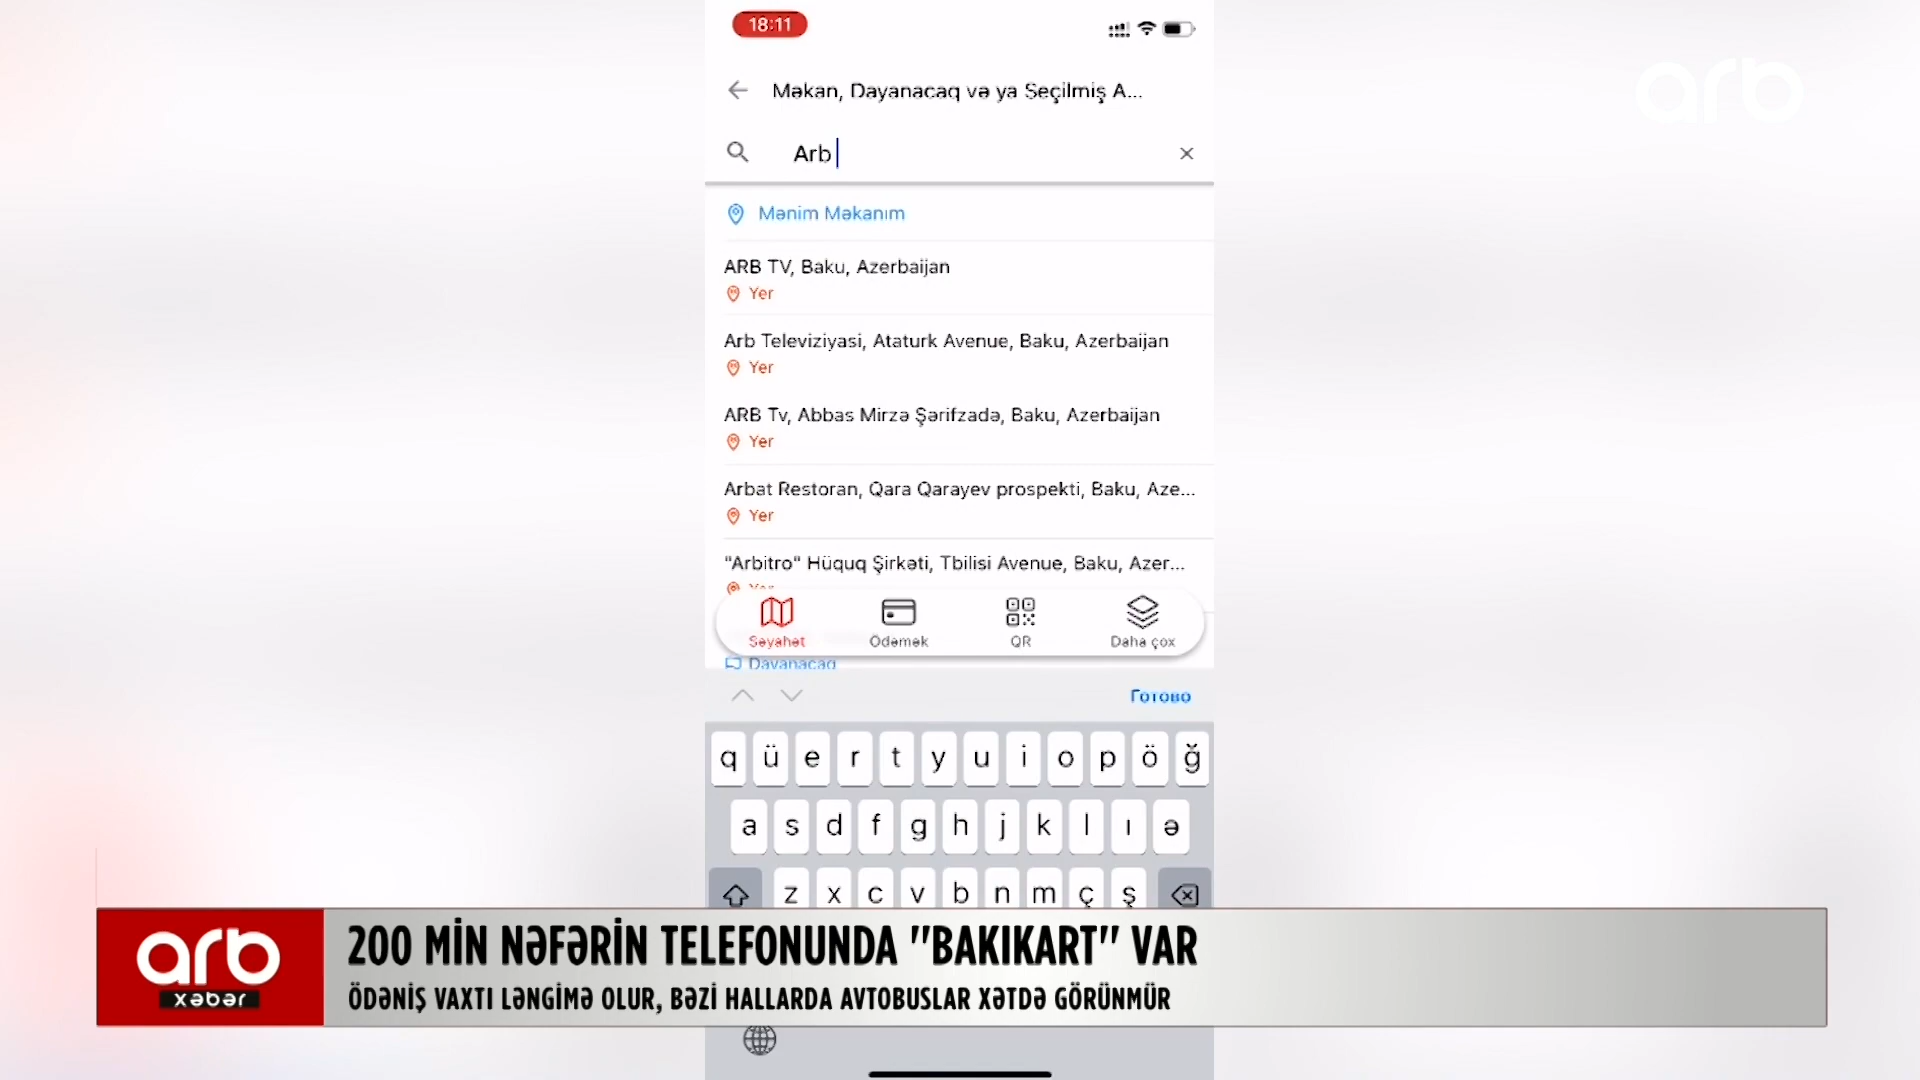 18:11
arb
Məkan, Dayanacaq və ya Seçilmiş A...
Arb
Mənim Məkanım
ARB TV, Baku, Azerbaijan
Yer
Arb Televiziyasi, Ataturk Avenue, Baku, Azerbaijan
Yer
ARB Tv, Abbas Mirzə Şərifzadə, Baku, Azerbaijan
Yer
Arbat Restoran, Qara Qarayev prospekti, Baku, Aze...
Yer
"Arbitro" Hüquq Şirkəti, Tbilisi Avenue, Baku, Azer...
Yer
Səyahət Ödəmək QR Daha çox
Dayanacaq
Готово
q ü e r t y u i o p ö ğ
a s d f g h j k l ı ə
z x c v b n m ç ş
arb
xəbər
200 MİN NƏFƏRİN TELEFONUNDA "BAKIKART" VAR
ÖDƏNİŞ VAXTI LƏNGİMƏ OLUR, BƏZİ HALLARDA AVTOBUSLAR XƏTDƏ GÖRÜNMÜR